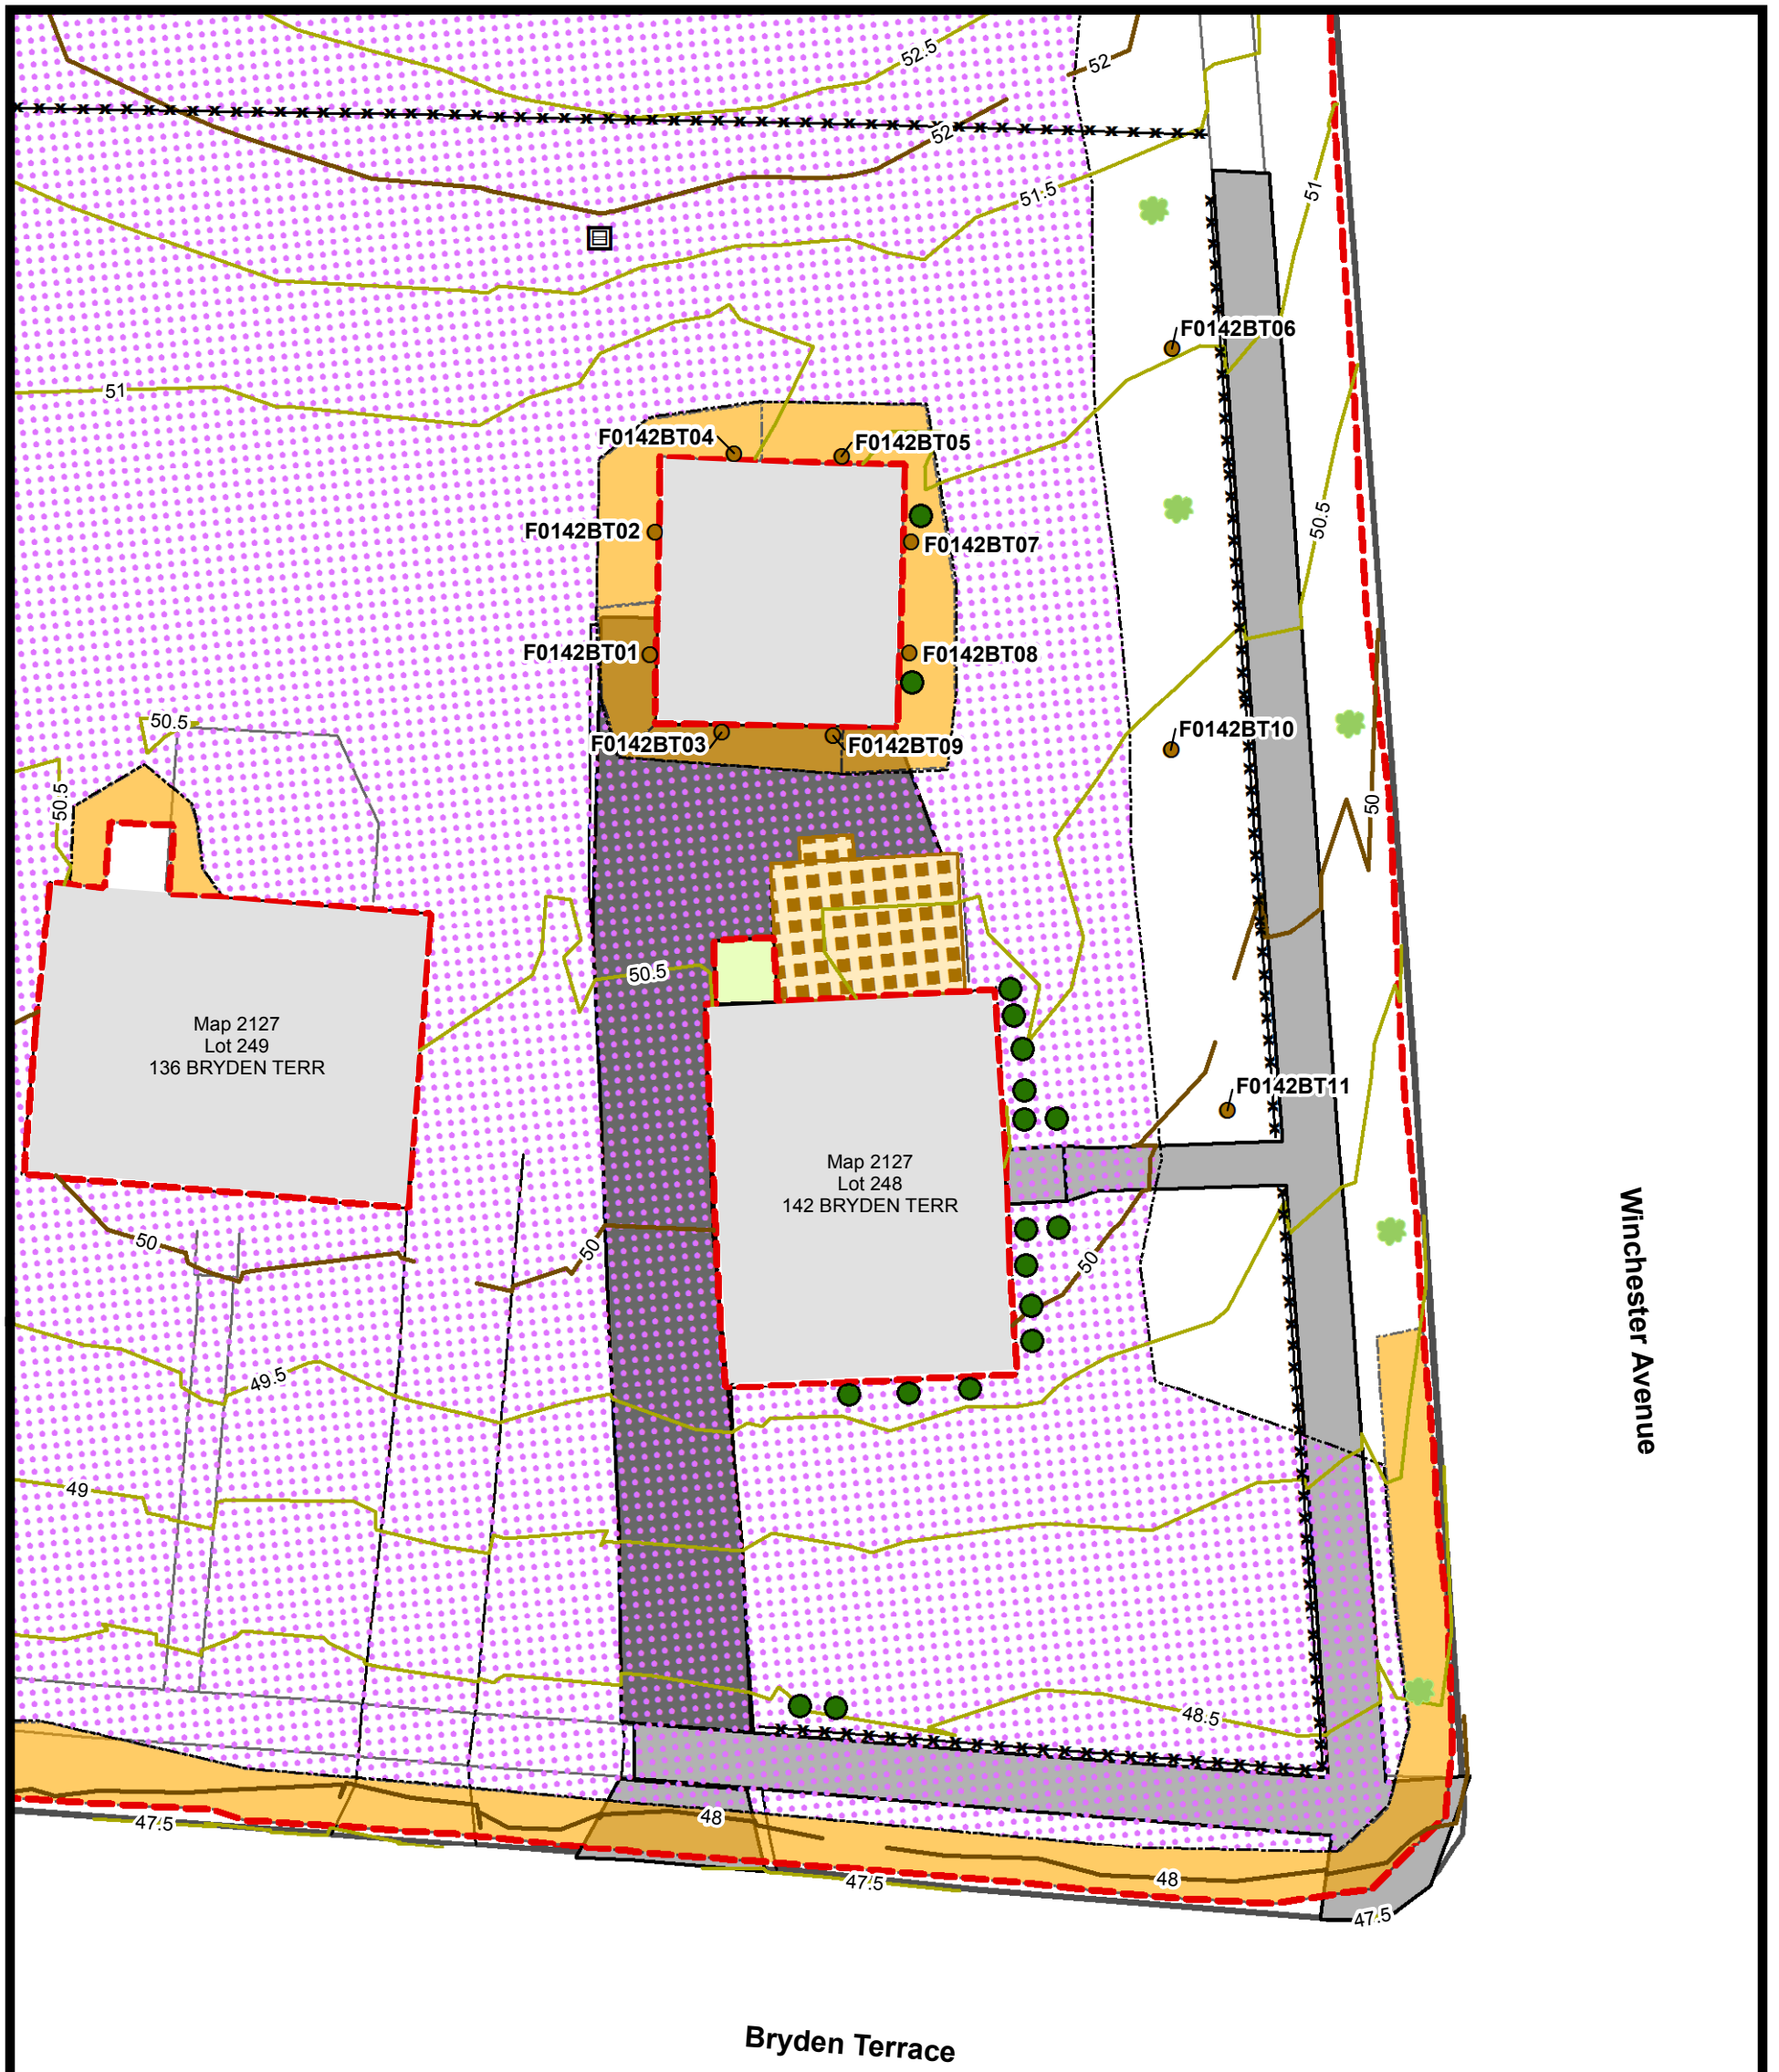 52.5
52
52
51.5
51
F0142BT06
51
F0142BT04
F0142BT05
50.5
F0142BT02
F0142BT07
F0142BT01
F0142BT08
50.5
F0142BT10
F0142BT03
F0142BT09
50.5
50
50.5
Map 2127
Lot 249
136 BRYDEN TERR
F0142BT11
Map 2127
Lot 248
142 BRYDEN TERR
50
50
50
Winchester Avenue
49.5
49
48.5
48
47.5
48
47.5
47.5
Bryden Terrace